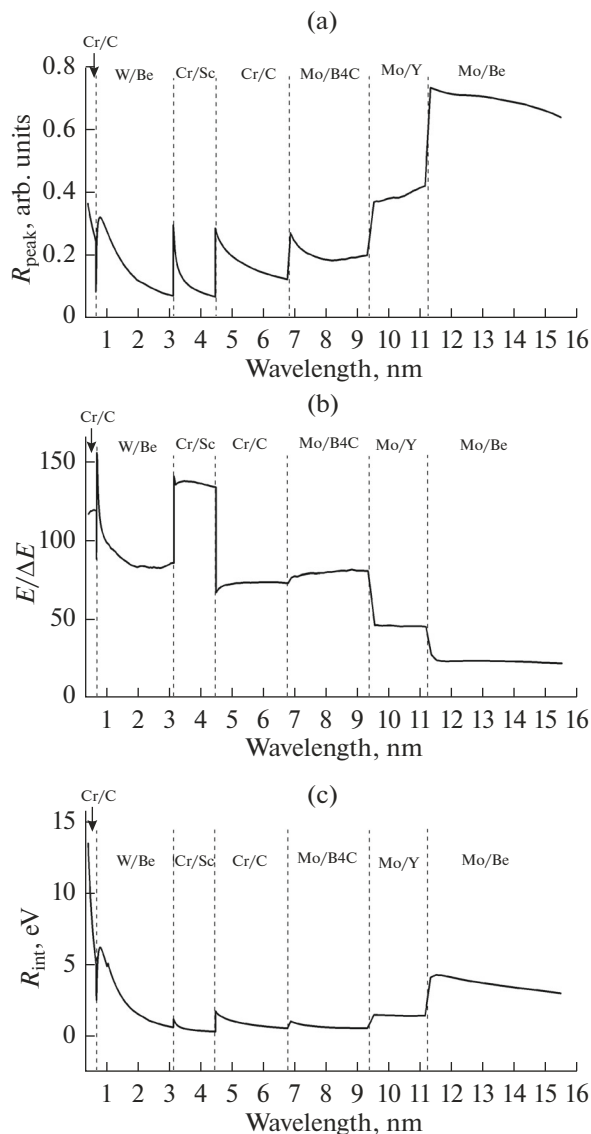 (a)
Cr/C
W/Be
Cr/Sc
Cr/C
Mo/B4C
Mo/Y
Mo/Be
0.8
0.6
0.4
0.2
0
R_peak, arb. units
1 2 3 4 5 6 7 8 9 10 11 12 13 14 15 16
Wavelength, nm
(b)
Cr/C
W/Be
Cr/Sc
Cr/C
Mo/B4C
Mo/Y
Mo/Be
150
100
50
0
E/ΔE
1 2 3 4 5 6 7 8 9 10 11 12 13 14 15 16
Wavelength, nm
(c)
Cr/C
W/Be
Cr/Sc
Cr/C
Mo/B4C
Mo/Y
Mo/Be
15
10
5
0
R_int, eV
1 2 3 4 5 6 7 8 9 10 11 12 13 14 15 16
Wavelength, nm